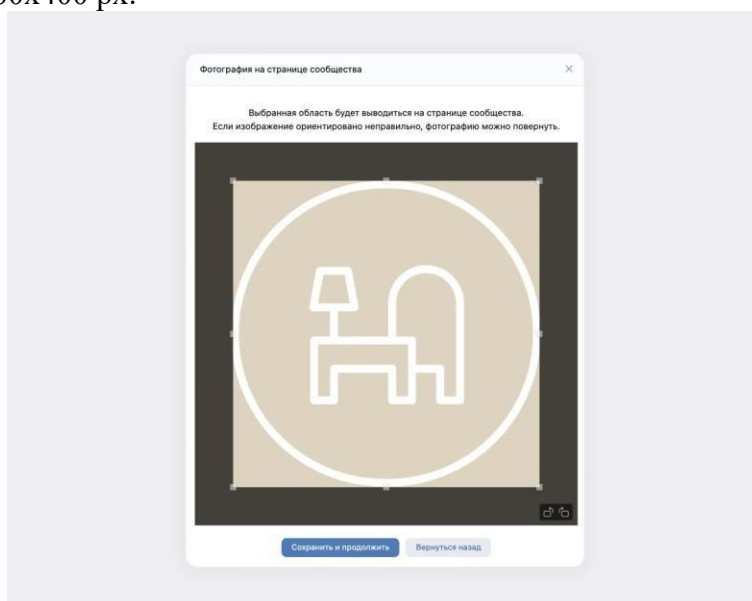 Фотография на странице сообщества
Выбранная область будет выводиться на странице сообщества.
Если изображение ориентировано неправильно, фотографию можно повернуть.
Сохранить и продолжить
Вернуться назад